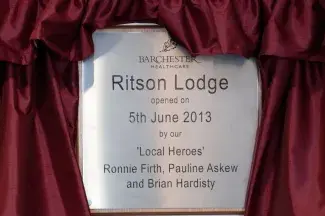 BARCHESTER
HEALTHCARE
Ritson Lodge
opened on
5th June 2013
by our
'Local Heroes'
Ronnie Firth, Pauline Askew
and Brian Hardisty